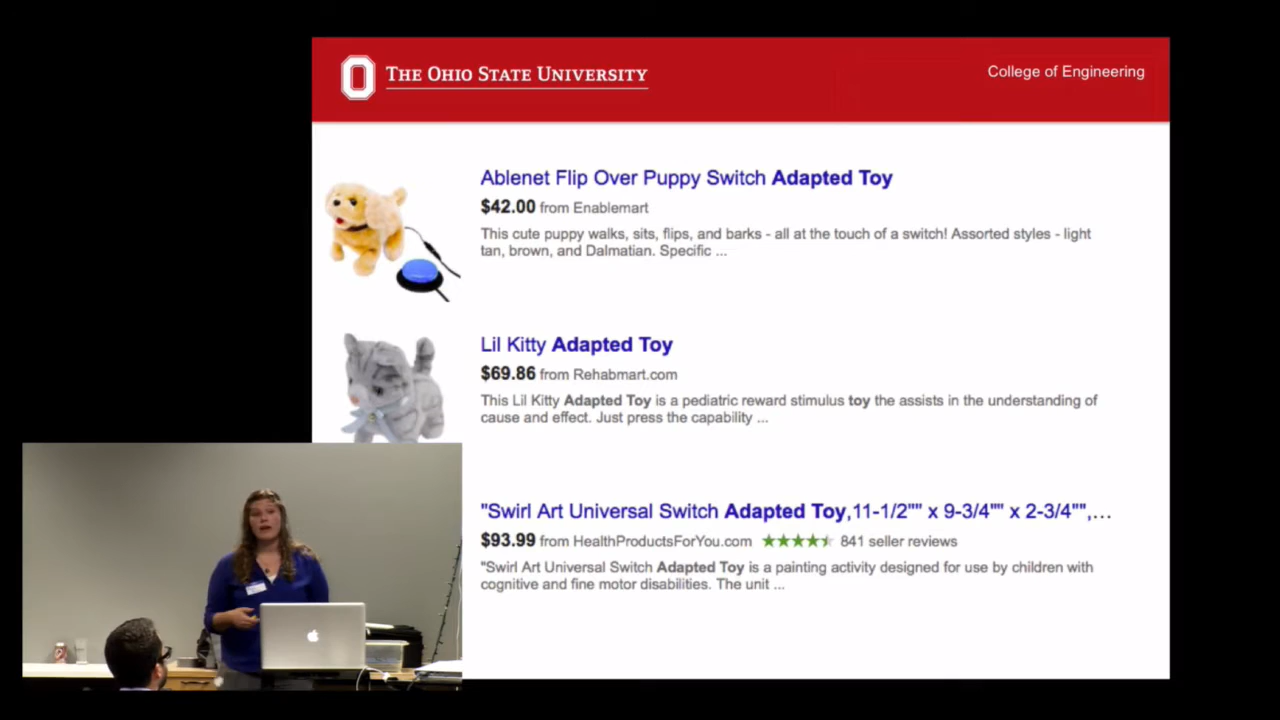 THE OHIO STATE UNIVERSITY
College of Engineering
Ablenet Flip Over Puppy Switch Adapted Toy
$42.00 from Enablemart
This cute puppy walks, sits, flips, and barks - all at the touch of a switch! Assorted styles - light
tan, brown, and Dalmatian. Specific ...
Lil Kitty Adapted Toy
$69.86 from Rehabmart.com
This Lil Kitty Adapted Toy is a pediatric reward stimulus toy the assists in the understanding of
cause and effect. Just press the capability ...
"Swirl Art Universal Switch Adapted Toy,11-1/2"" x 9-3/4"" x 2-3/4"",...
$93.99 from HealthProductsForYou.com ★★★★★ 841 seller reviews
"Swirl Art Universal Switch Adapted Toy is a painting activity designed for use by children with
cognitive and fine motor disabilities. The unit ...